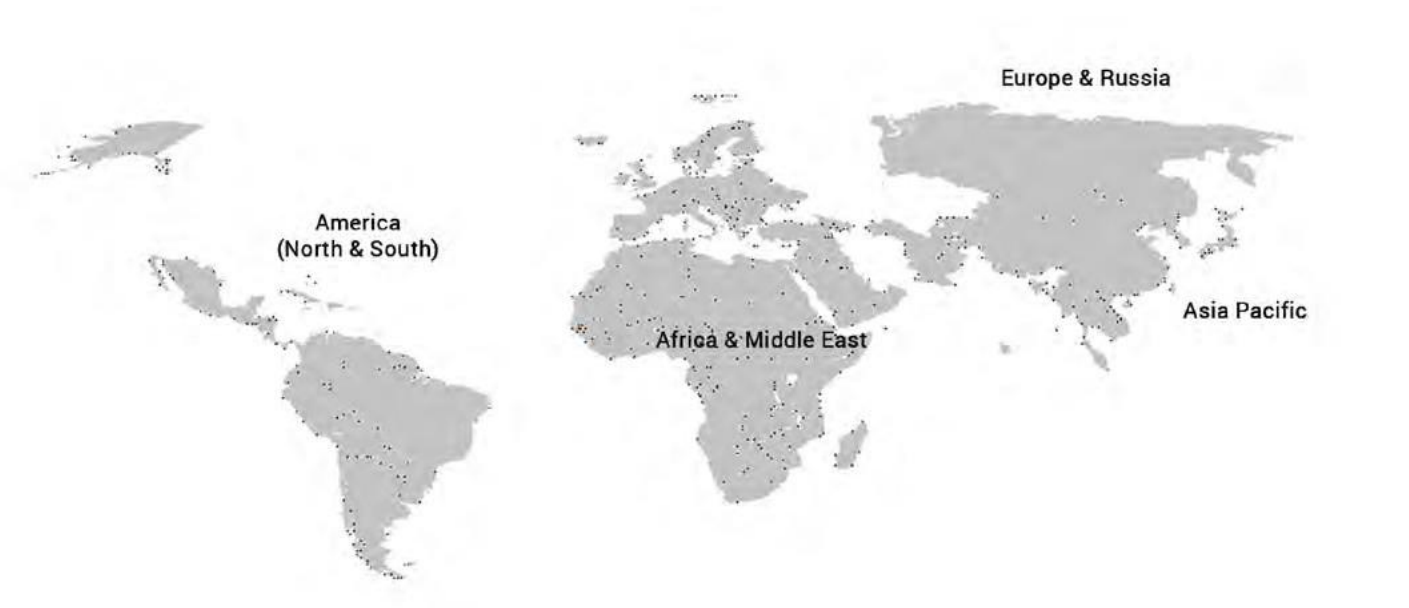 Europe & Russia
America
(North & South)
Asia Pacific
Africa & Middle East